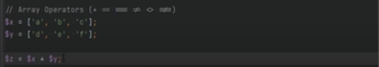 // Array Operators (+ == === != <> !==)
$x = ['a', 'b', 'c'];
$y = ['d', 'e', 'f'];
$z = $x + $y;